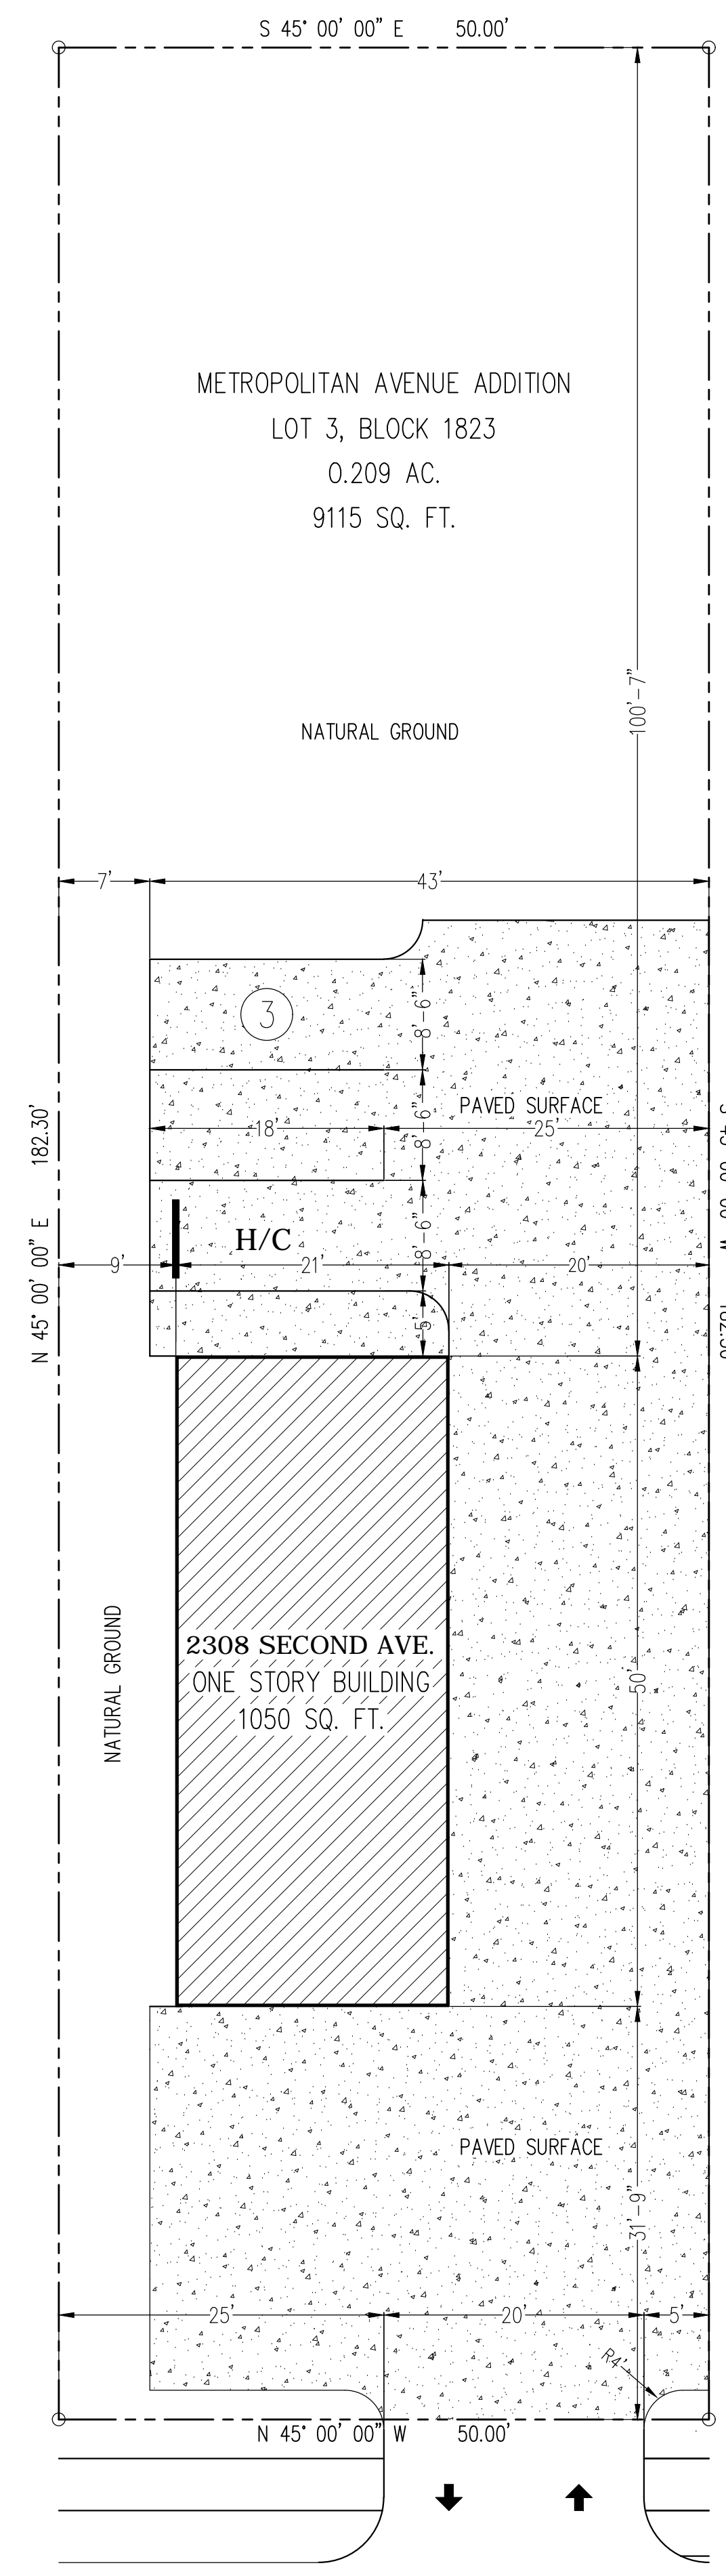 S 45° 00' 00" E 50.00'
METROPOLITAN AVENUE ADDITION
LOT 3, BLOCK 1823
0.209 AC.
9115 SQ. FT.
100'-7"
NATURAL GROUND
7'
43'
3
8'-6"
PAVED SURFACE
18'
8'-6"
25'
N 45° 00' 00" E 182.30'
H/C
8'-6"
9'
21'
20'
5'
NATURAL GROUND
2308 SECOND AVE.
ONE STORY BUILDING
1050 SQ. FT.
50'
PAVED SURFACE
31'-9"
25'
20'
5'
R4'
N 45° 00' 00" W 50.00'